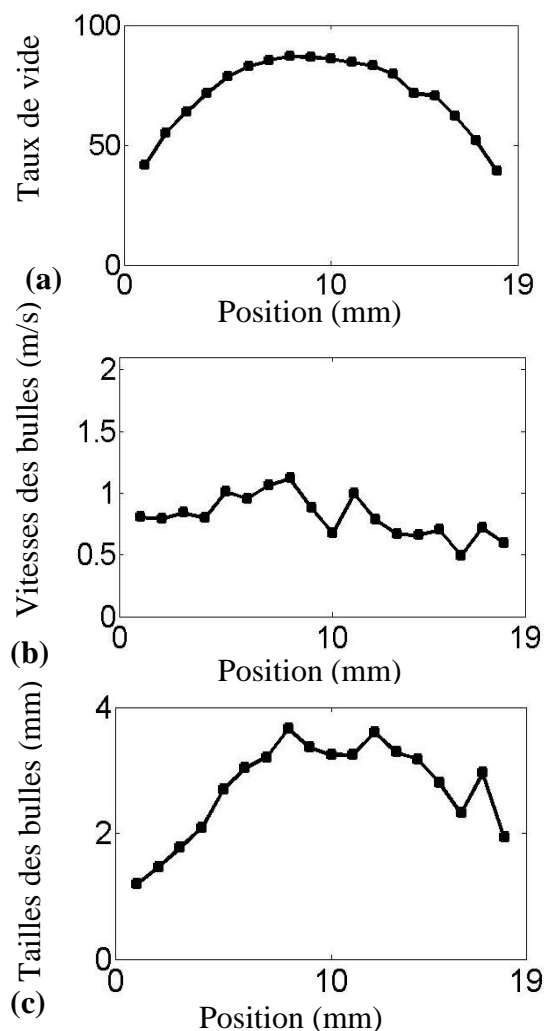 100
Taux de vide
50
0
(a)
0 10 19
Position (mm)
2
Vitesses des bulles (m/s)
1.5
1
0.5
0
0 10 19
(b)
Position (mm)
4
Tailles des bulles (mm)
2
0
0 10 19
(c)
Position (mm)